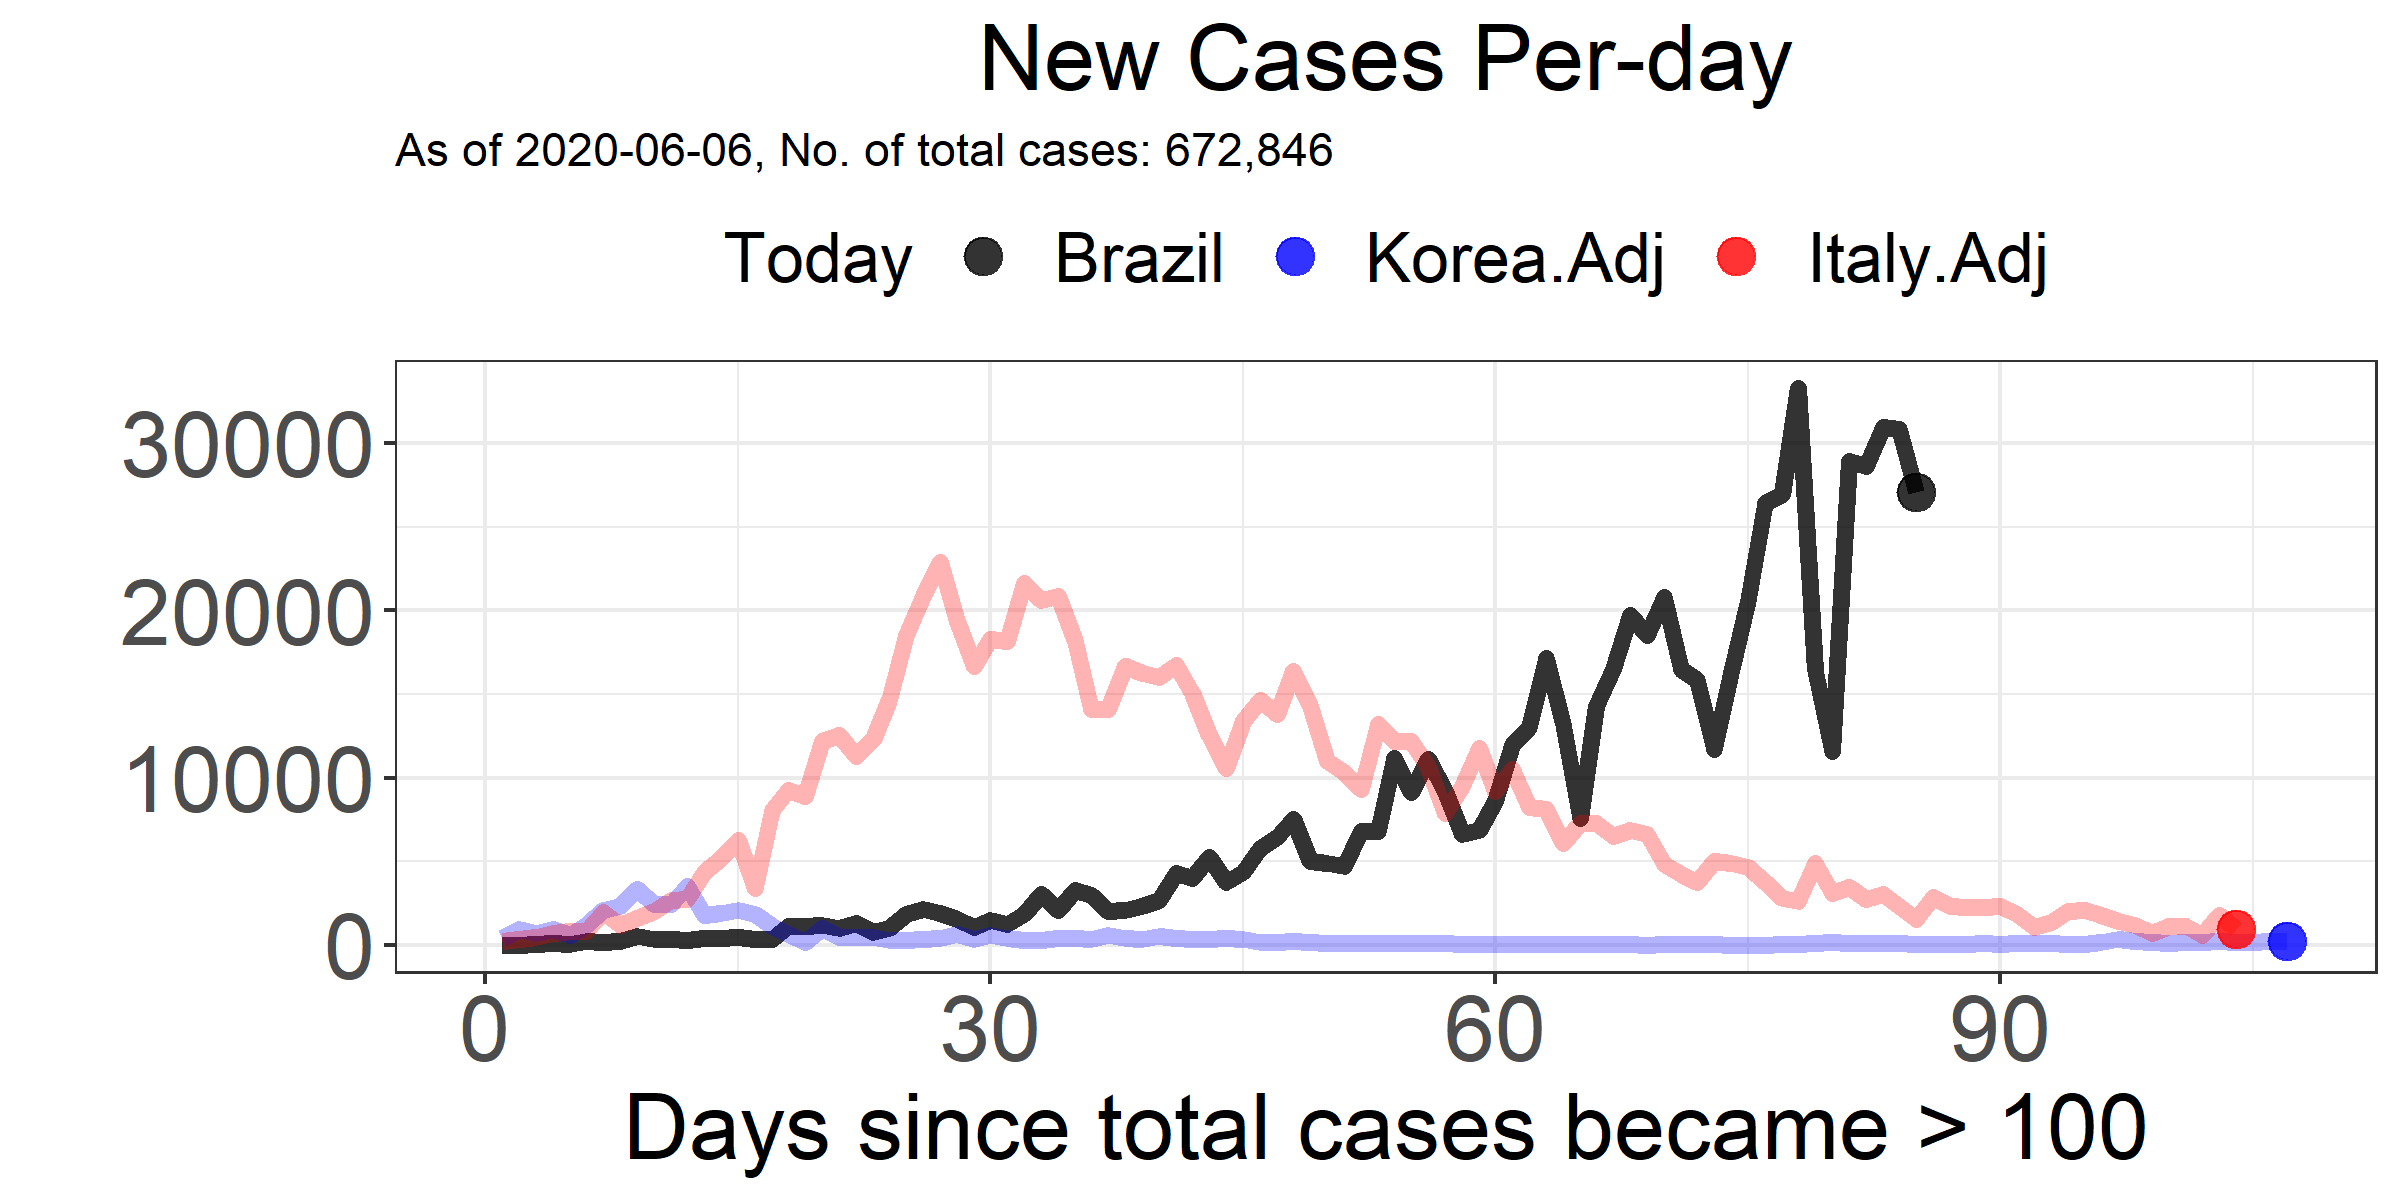 New Cases Per-day
As of 2020-06-06, No. of total cases: 672,846
Today Brazil Korea.Adj Italy.Adj
30000
20000
10000
0
0 30 60 90
Days since total cases became > 100